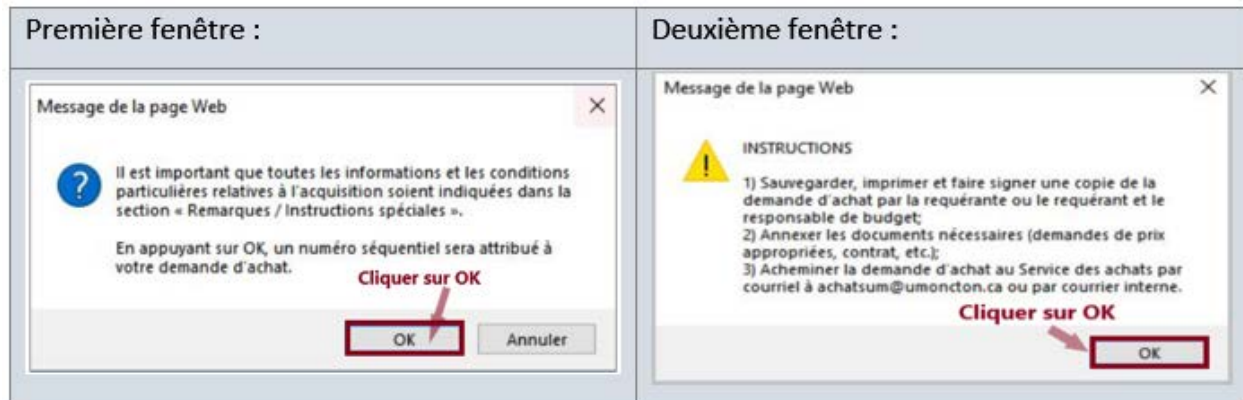 Première fenêtre :
Message de la page Web
Il est important que toutes les informations et les conditions
particulières relatives à l'acquisition soient indiquées dans la
section « Remarques / Instructions spéciales ».
En appuyant sur OK, un numéro séquentiel sera attribué à
votre demande d'achat.
Cliquer sur OK
OK
Annuler
Deuxième fenêtre :
Message de la page Web
INSTRUCTIONS
1) Sauvegarder, imprimer et faire signer une copie de la
demande d'achat par la requérante ou le requérant et le
responsable de budget;
2) Annexer les documents nécessaires (demandes de prix
appropriées, contrat, etc.);
3) Acheminer la demande d'achat au Service des achats par
courriel à achatsum@umoncton.ca ou par courrier interne.
Cliquer sur OK
OK